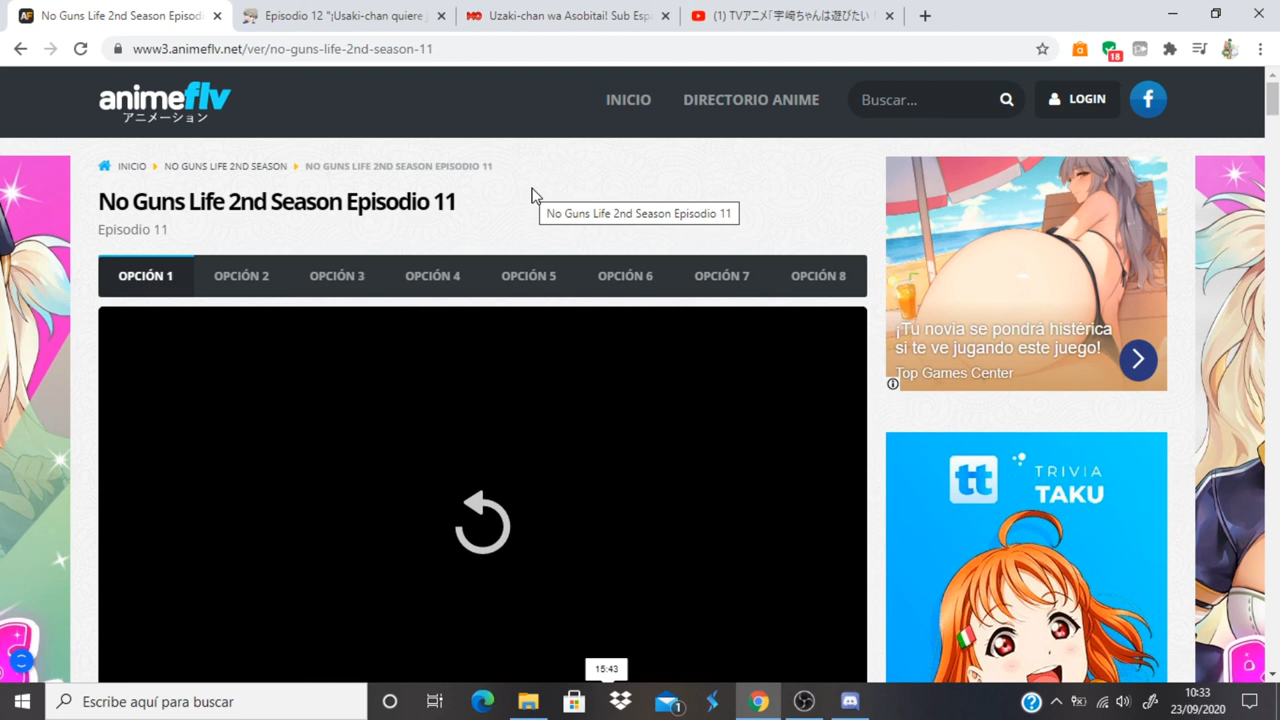 No Guns Life 2nd Season Episodi
Episodio 12 "¡Usaki-chan quiere j
Uzaki-chan wa Asobitai! Sub Esp
(1) TVアニメ「宇崎ちゃんは遊びたい！
www3.animeflv.net/ver/no-guns-life-2nd-season-11
18
animeflv
アニメーション
INICIO
DIRECTORIO ANIME
Buscar...
LOGIN
INICIO
NO GUNS LIFE 2ND SEASON
NO GUNS LIFE 2ND SEASON EPISODIO 11
No Guns Life 2nd Season Episodio 11
No Guns Life 2nd Season Episodio 11
Episodio 11
OPCIÓN 1
OPCIÓN 2
OPCIÓN 3
OPCIÓN 4
OPCIÓN 5
OPCIÓN 6
OPCIÓN 7
OPCIÓN 8
¡Tu novia se pondrá histérica
si te ve jugando este juego!
Top Games Center
tt
TRIVIA
TAKU
15:43
Escribe aquí para buscar
1
10:33
23/09/2020